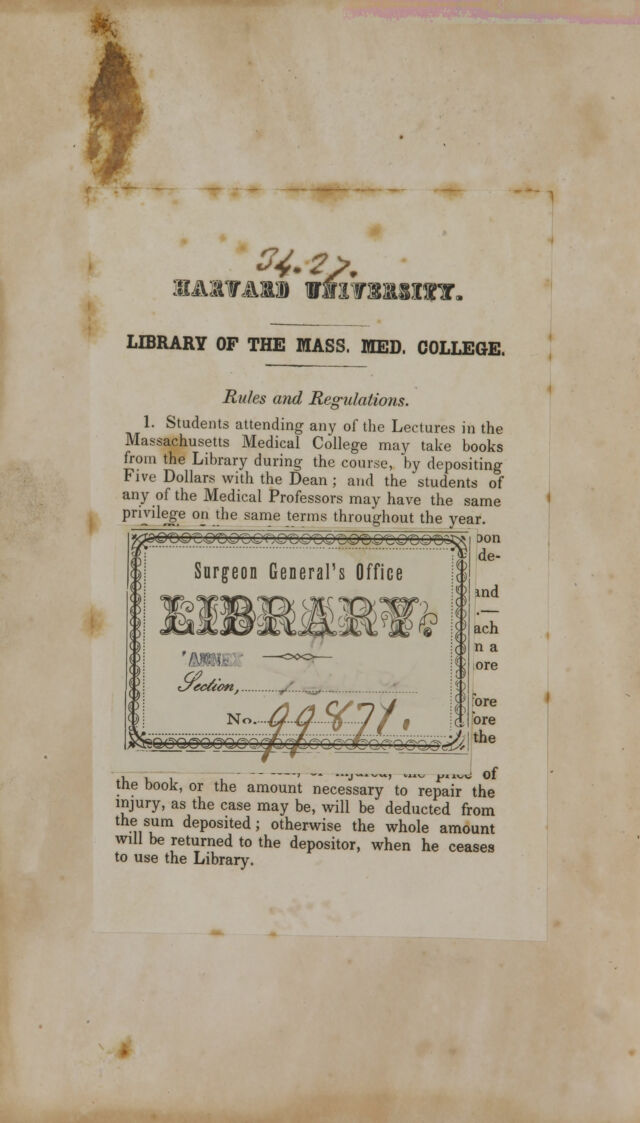 34.27.
HARVARD UNIVERSITY.
LIBRARY OF THE MASS. MED. COLLEGE.
Rules and Regulations.
1. Students attending any of the Lectures in the
Massachusetts Medical College may take books
from the Library during the course, by depositing
Five Dollars with the Dean; and the students of
any of the Medical Professors may have the same
privilege on the same terms throughout the year.
Surgeon General's Office
LIBRARY.
ANNEX
Section,
No. 99871.
pon
de-
and
—
ach
n a
ore
fore
ore
the
the price of
the book, or the amount necessary to repair the
injury, as the case may be, will be deducted from
the sum deposited; otherwise the whole amount
will be returned to the depositor, when he ceases
to use the Library.